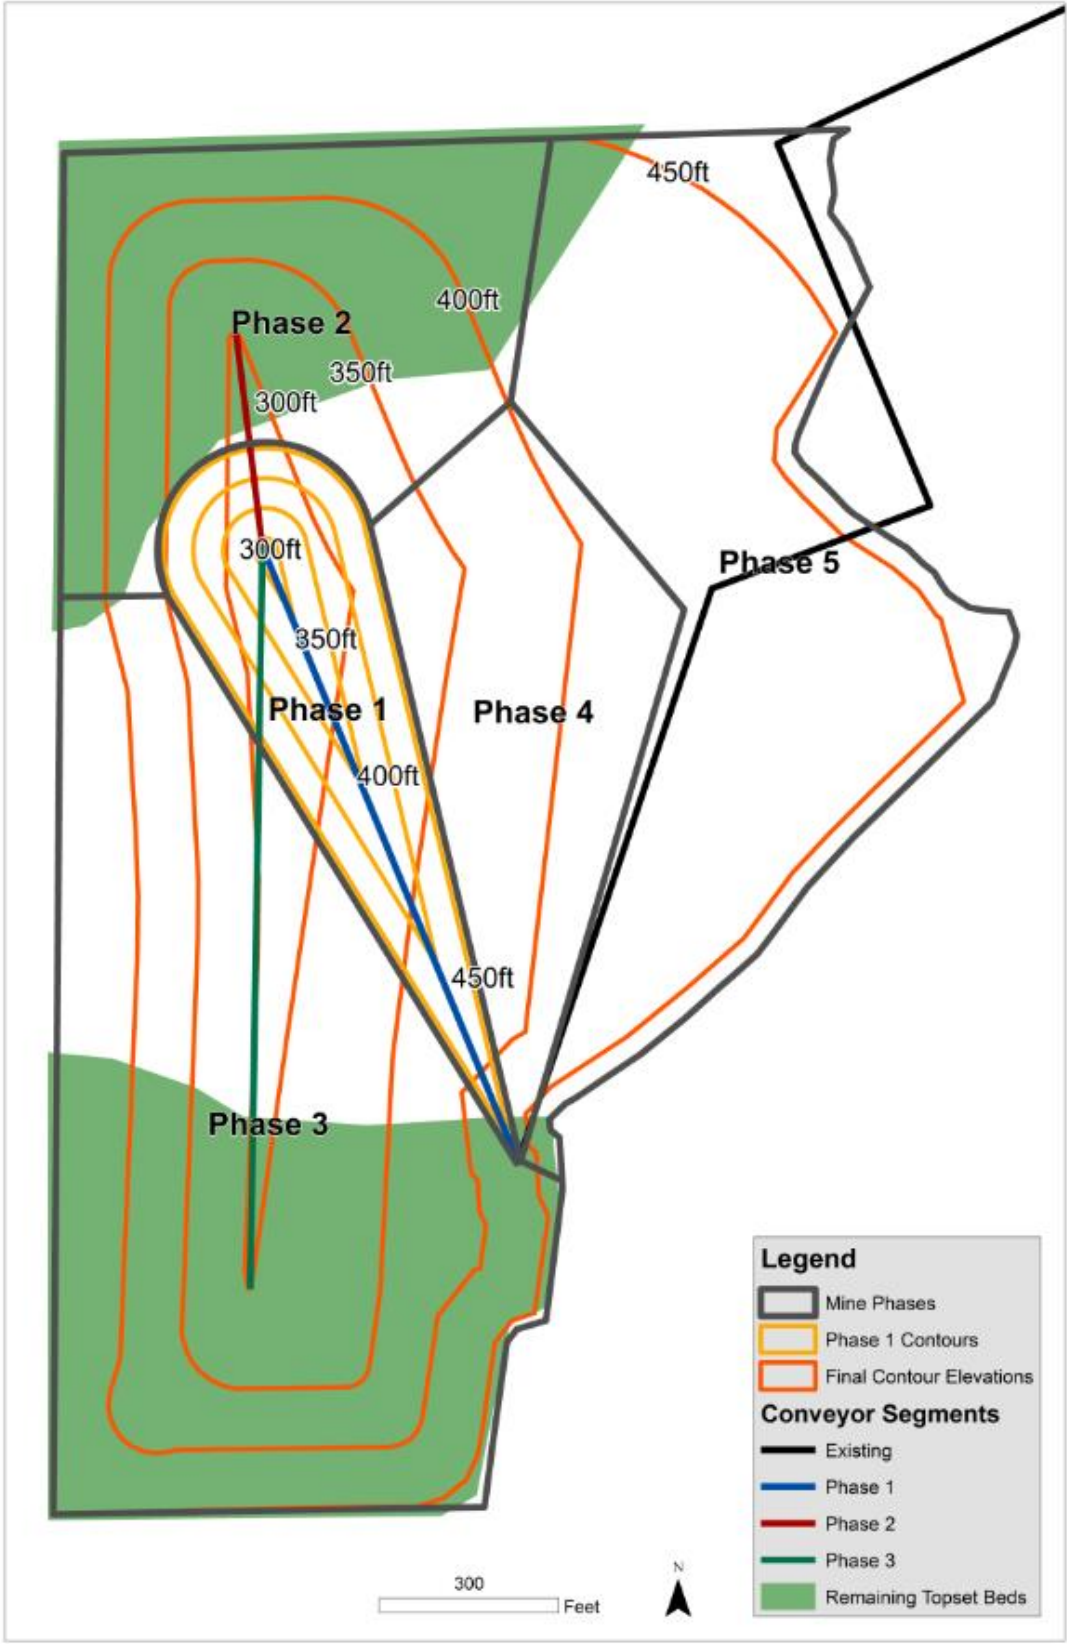 450ft
400ft
Phase 2
350ft
300ft
300ft
Phase 5
350ft
Phase 1
Phase 4
400ft
450ft
Phase 3
Legend
Mine Phases
Phase 1 Contours
Final Contour Elevations
Conveyor Segments
Existing
Phase 1
Phase 2
Phase 3
Remaining Topset Beds
300
Feet
N